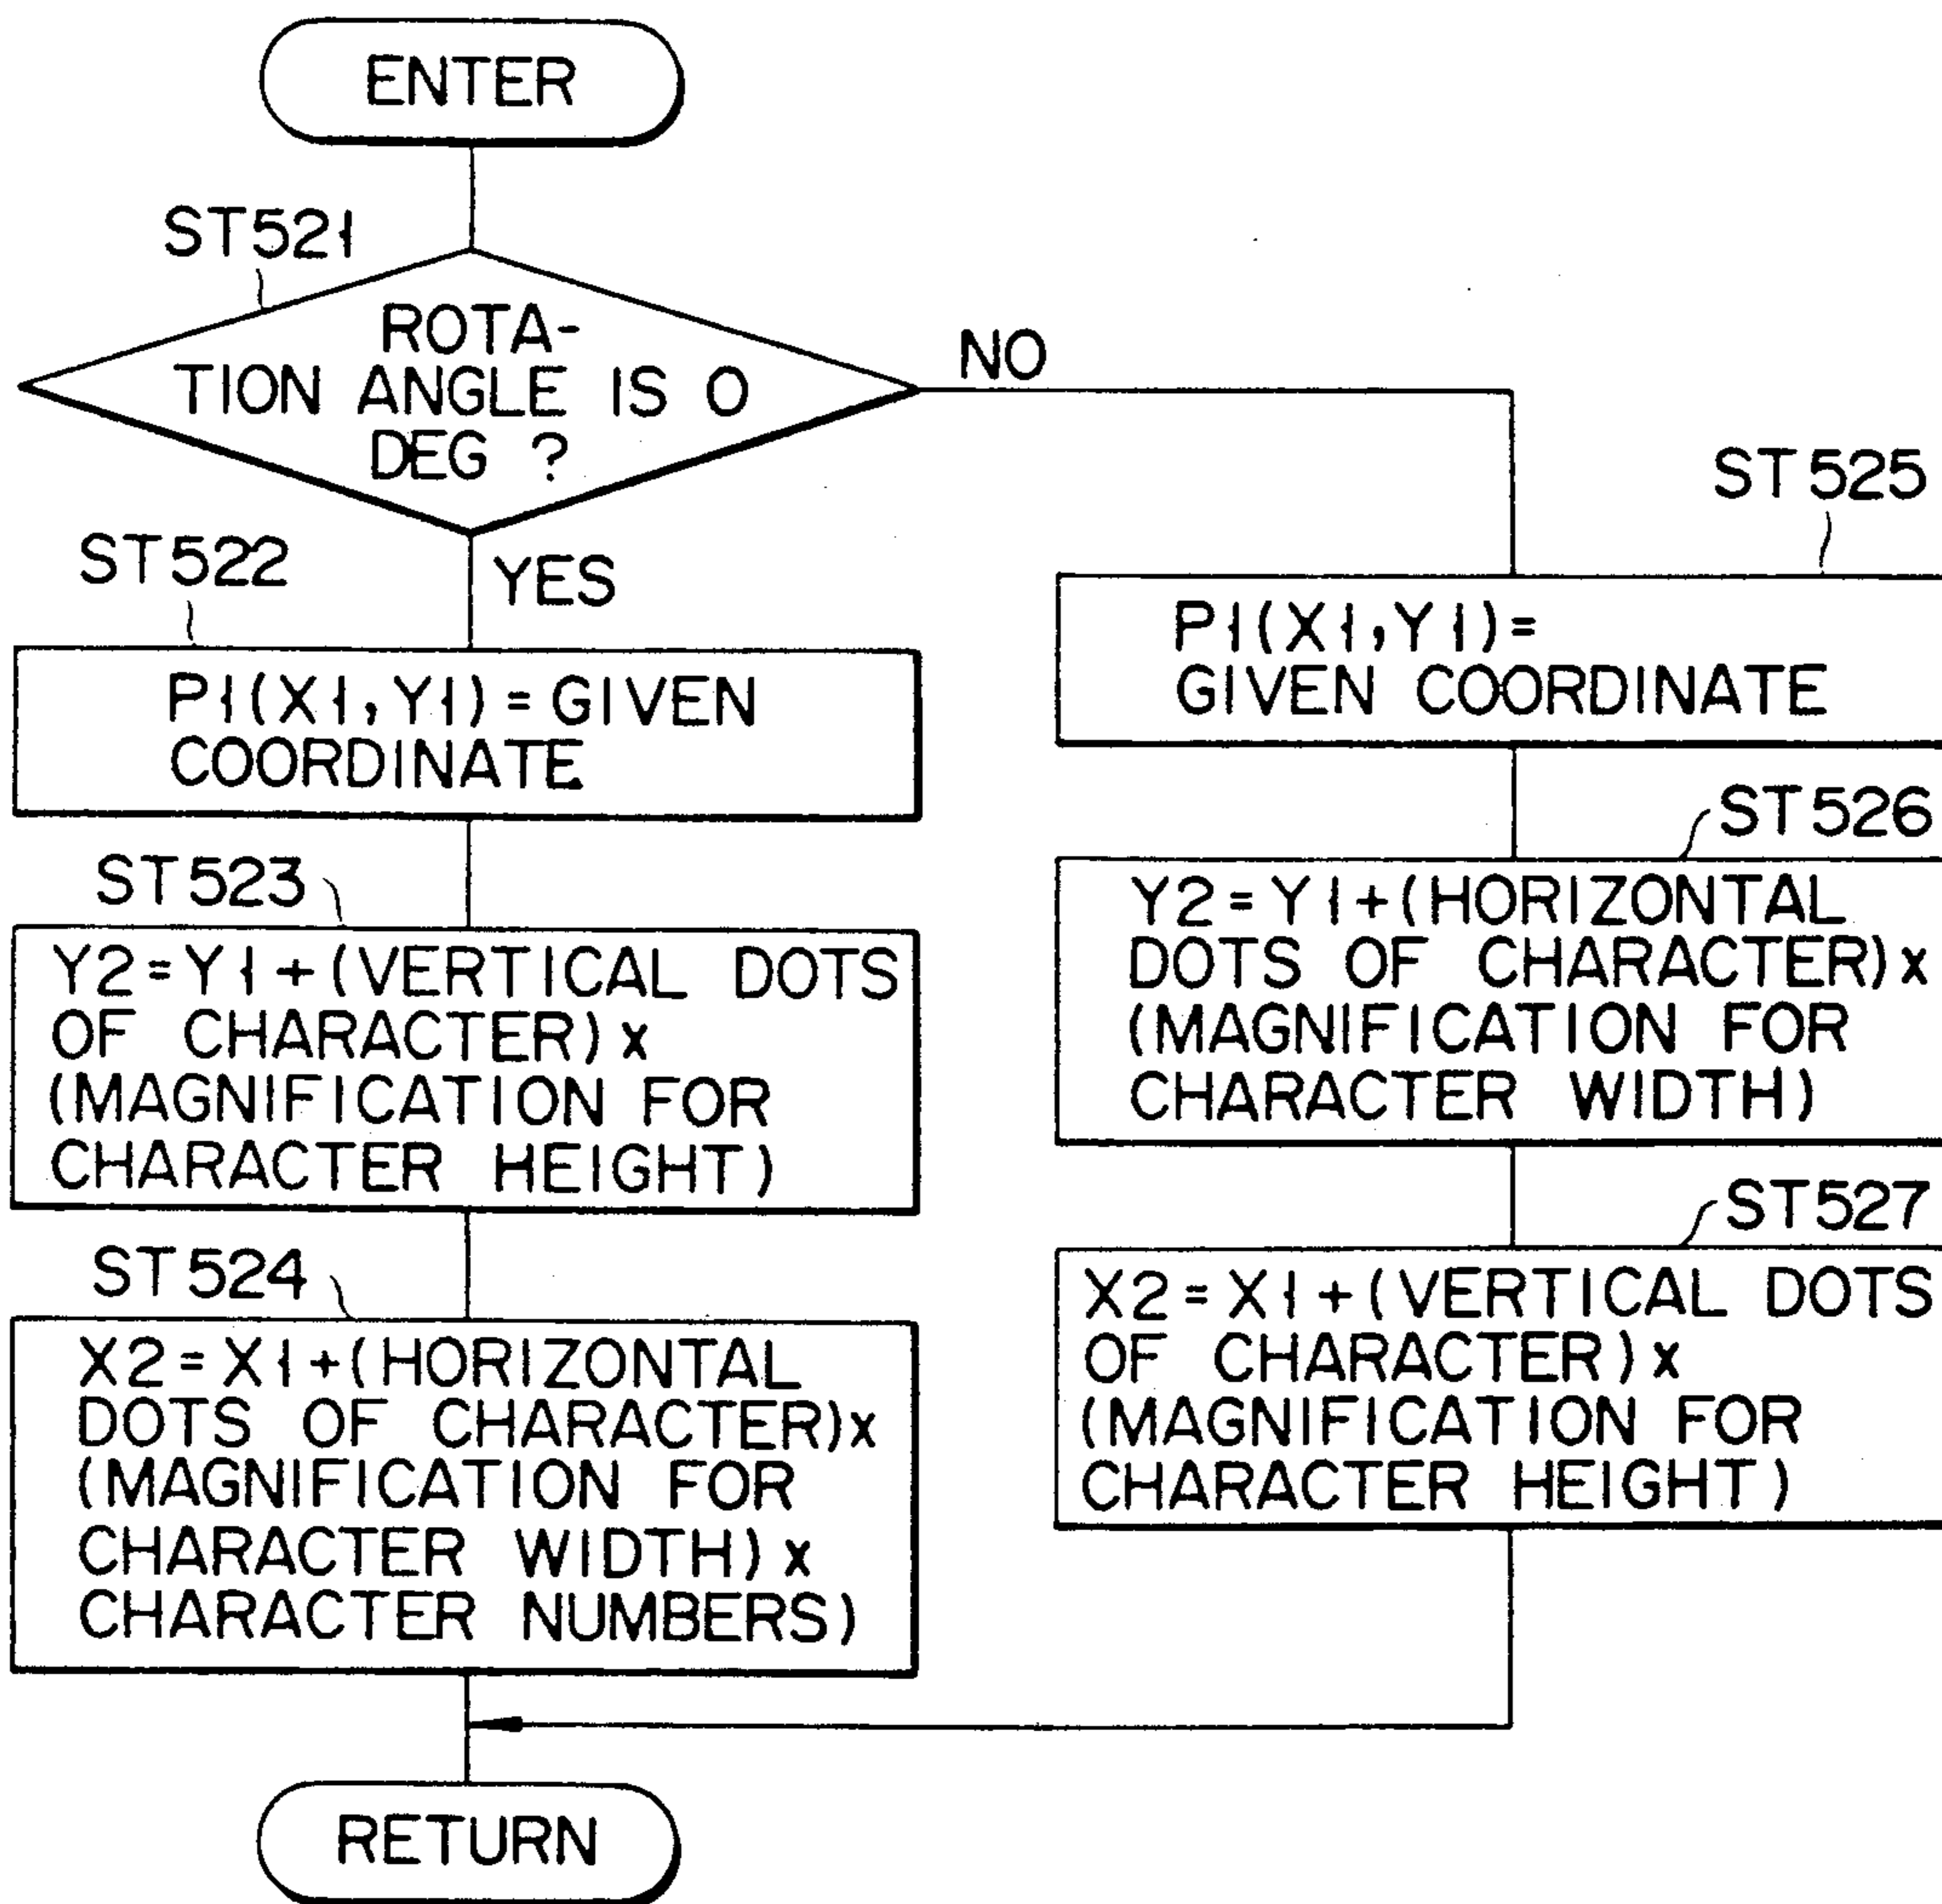 ENTER
ST521
ROTA-
TION ANGLE IS 0
DEG ?
NO
YES
ST522
P1(X1,Y1)=GIVEN
COORDINATE
ST523
Y2=Y1+(VERTICAL DOTS
OF CHARACTER)x
(MAGNIFICATION FOR
CHARACTER HEIGHT)
ST524
X2=X1+(HORIZONTAL
DOTS OF CHARACTER)x
(MAGNIFICATION FOR
CHARACTER WIDTH)x
CHARACTER NUMBERS)
ST525
P1(X1,Y1)=
GIVEN COORDINATE
ST526
Y2=Y1+(HORIZONTAL
DOTS OF CHARACTER)x
(MAGNIFICATION FOR
CHARACTER WIDTH)
ST527
X2=X1+(VERTICAL DOTS
OF CHARACTER)x
(MAGNIFICATION FOR
CHARACTER HEIGHT)
RETURN